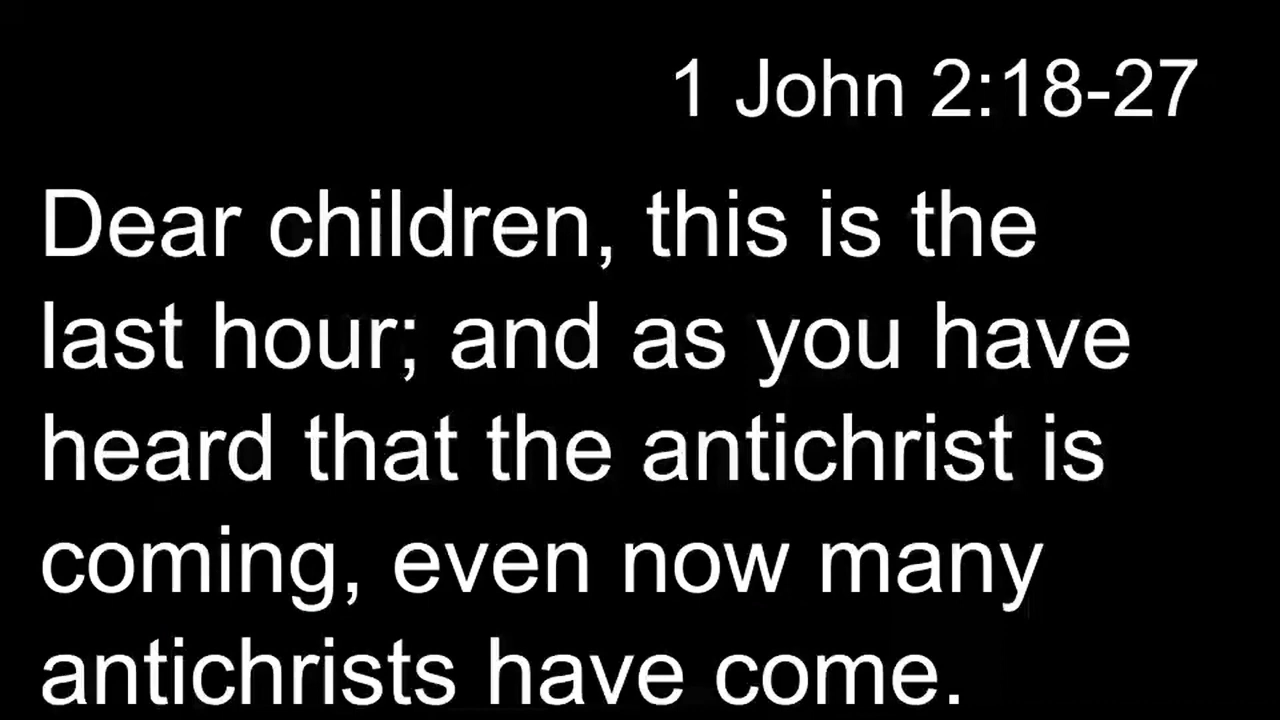 1 John 2:18-27
Dear children, this is the
last hour; and as you have
heard that the antichrist is
coming, even now many
antichrists have come.